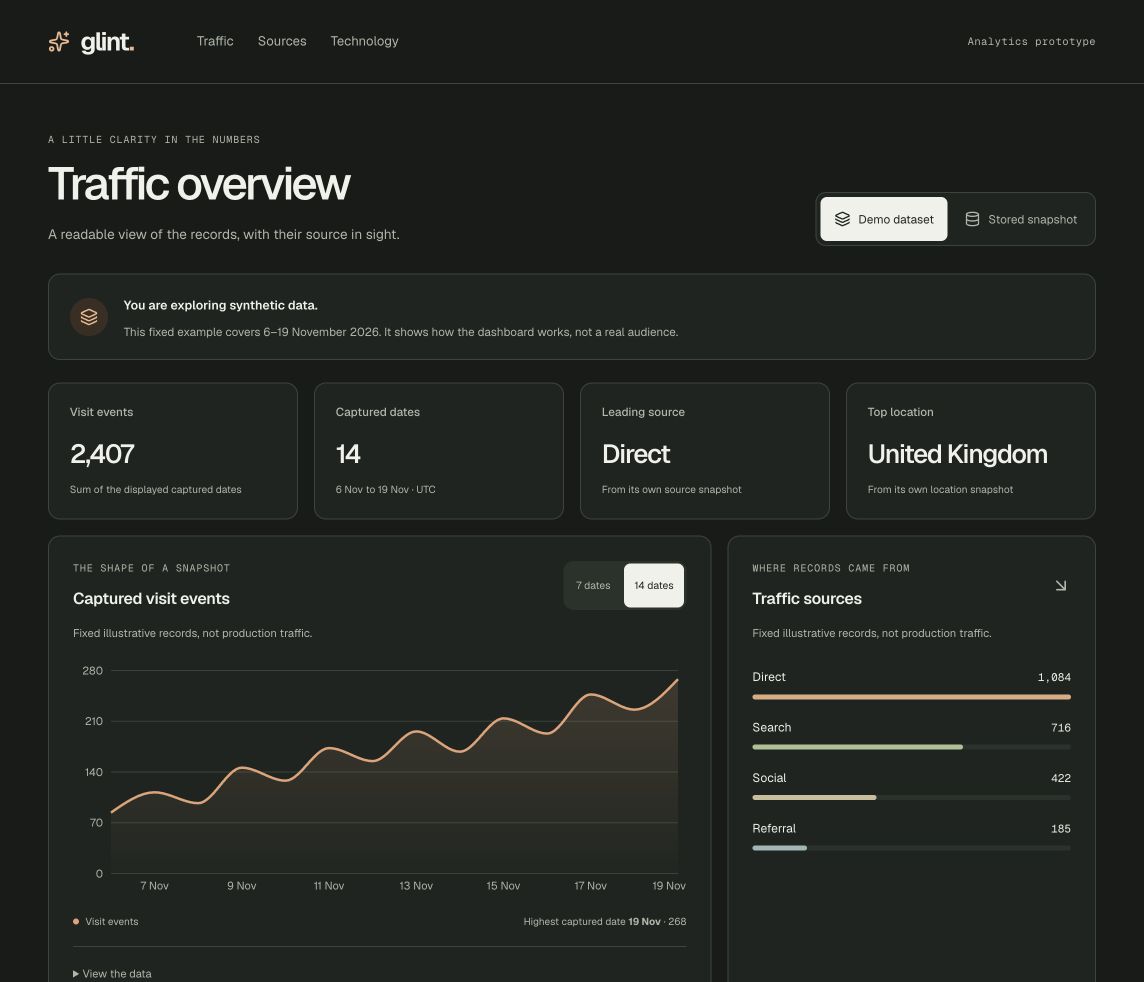 glint.
Traffic
Sources
Technology
Analytics prototype
A LITTLE CLARITY IN THE NUMBERS
Traffic overview
A readable view of the records, with their source in sight.
Demo dataset
Stored snapshot
You are exploring synthetic data.
This fixed example covers 6–19 November 2026. It shows how the dashboard works, not a real audience.
Visit events
2,407
Sum of the displayed captured dates
Captured dates
14
6 Nov to 19 Nov · UTC
Leading source
Direct
From its own source snapshot
Top location
United Kingdom
From its own location snapshot
THE SHAPE OF A SNAPSHOT
Captured visit events
7 dates
14 dates
Fixed illustrative records, not production traffic.
280
210
140
70
0
7 Nov
9 Nov
11 Nov
13 Nov
15 Nov
17 Nov
19 Nov
Visit events
Highest captured date 19 Nov · 268
View the data
WHERE RECORDS CAME FROM
Traffic sources
Fixed illustrative records, not production traffic.
Direct 1,084
Search 716
Social 422
Referral 185